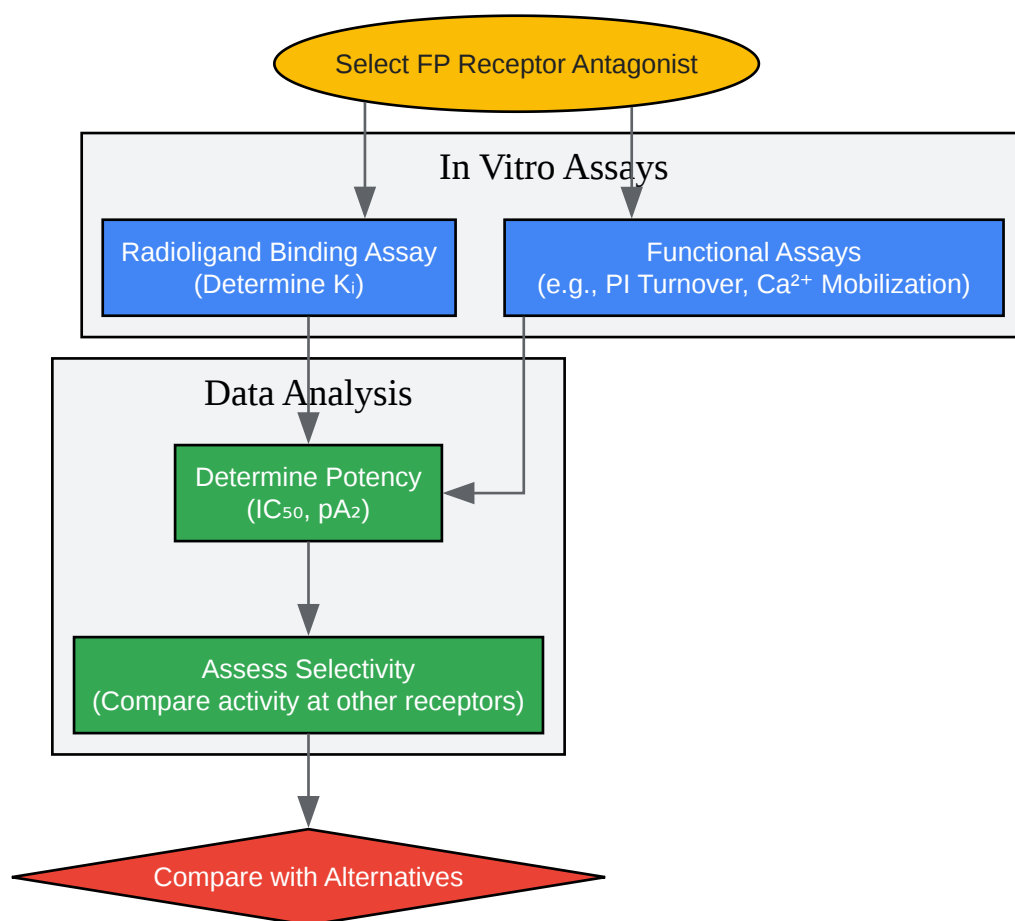 Select FP Receptor Antagonist
In Vitro Assays
Radioligand Binding Assay
(Determine Kᵢ)
Functional Assays
(e.g., PI Turnover, Ca²⁺ Mobilization)
Data Analysis
Determine Potency
(IC₅₀, pA₂)
Assess Selectivity
(Compare activity at other receptors)
Compare with Alternatives